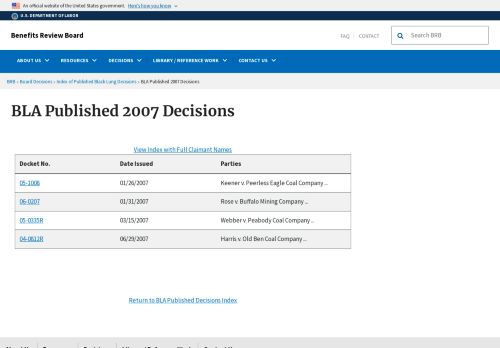 An official website of the United States government. Here's how you know
U.S. DEPARTMENT OF LABOR
Benefits Review Board
FAQ
CONTACT
Search BRB
ABOUT US
RESOURCES
DECISIONS
LIBRARY / REFERENCE WORK
CONTACT US
BRB » Board Decisions » Index of Published Black Lung Decisions » BLA Published 2007 Decisions
BLA Published 2007 Decisions
View Index with Full Claimant Names
Docket No. Date Issued Parties
05-1008 01/26/2007 Keener v. Peerless Eagle Coal Company ...
06-0207 01/31/2007 Rose v. Buffalo Mining Company ...
05-0335R 03/15/2007 Webber v. Peabody Coal Company ...
04-0812R 06/29/2007 Harris v. Old Ben Coal Company ...
Return to BLA Published Decisions Index